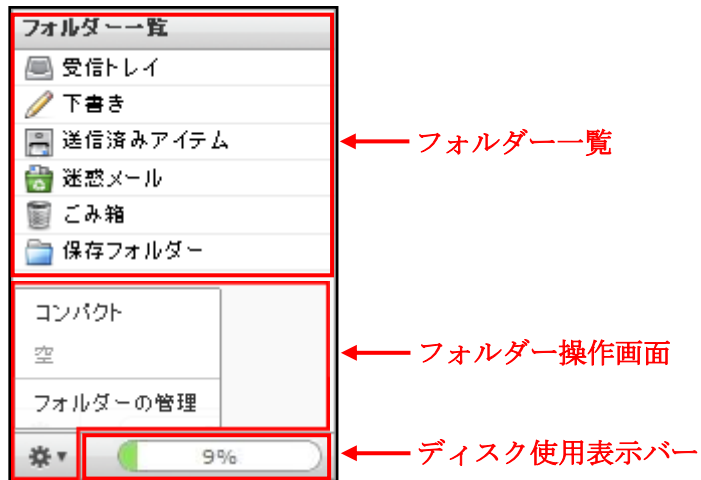 フォルダー一覧
受信トレイ
下書き
送信済みアイテム
迷惑メール
ごみ箱
保存フォルダー
フォルダー一覧
コンパクト
空
フォルダーの管理
フォルダー操作画面
9%
ディスク使用表示バー